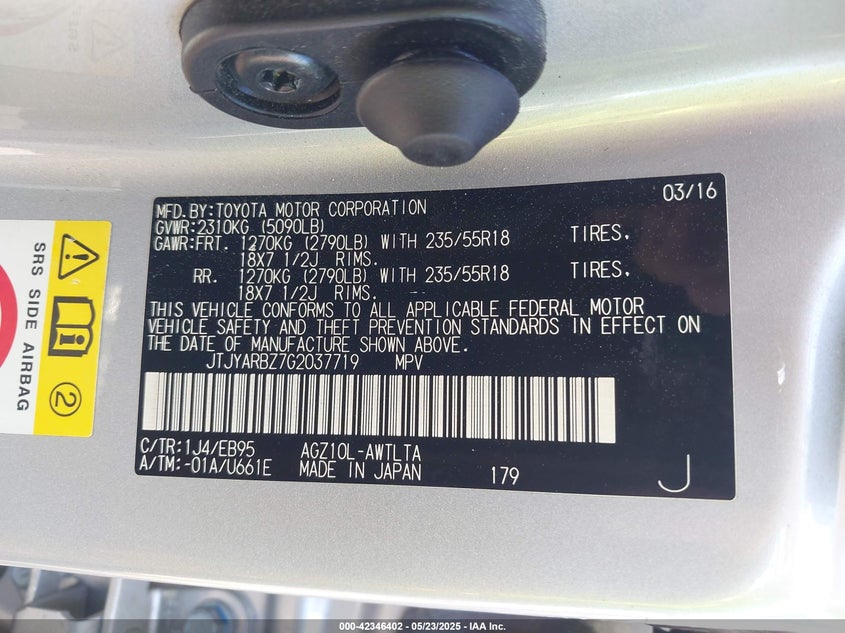 03/16
MFD.BY:TOYOTA MOTOR CORPORATION
GVWR:2310KG (5090LB)
GAWR:FRT. 1270KG (2790LB) WITH 235/55R18 TIRES.
18X7 1/2J RIMS.
RR. 1270KG (2790LB) WITH 235/55R18 TIRES.
18X7 1/2J RIMS.
THIS VEHICLE CONFORMS TO ALL APPLICABLE FEDERAL MOTOR
VEHICLE SAFETY AND THEFT PREVENTION STANDARDS IN EFFECT ON
THE DATE OF MANUFACTURE SHOWN ABOVE.
JTJYARBZ7G2037719 MPV
C/TR:1J4/EB95 AGZ10L-AWTLTA
A/TM:-01A/U661E MADE IN JAPAN 179 J
SRS SIDE AIRBAG
2
000-42346402 - 05/23/2025 - IAA Inc.